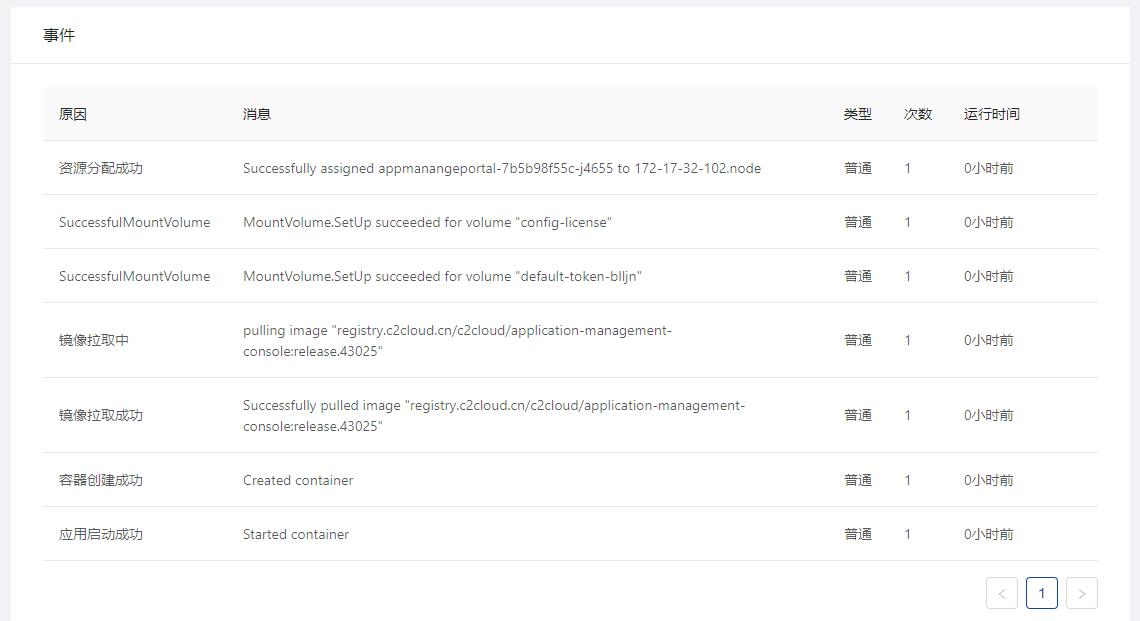 事件
原因 消息 类型 次数 运行时间
资源分配成功 Successfully assigned appmanangeportal-7b5b98f55c-j4655 to 172-17-32-102.node 普通 1 0小时前
SuccessfulMountVolume MountVolume.SetUp succeeded for volume "config-license" 普通 1 0小时前
SuccessfulMountVolume MountVolume.SetUp succeeded for volume "default-token-blljn" 普通 1 0小时前
镜像拉取中 pulling image "registry.c2cloud.cn/c2cloud/application-management-
console:release.43025" 普通 1 0小时前
镜像拉取成功 Successfully pulled image "registry.c2cloud.cn/c2cloud/application-management-
console:release.43025" 普通 1 0小时前
容器创建成功 Created container 普通 1 0小时前
应用启动成功 Started container 普通 1 0小时前
< 1 >